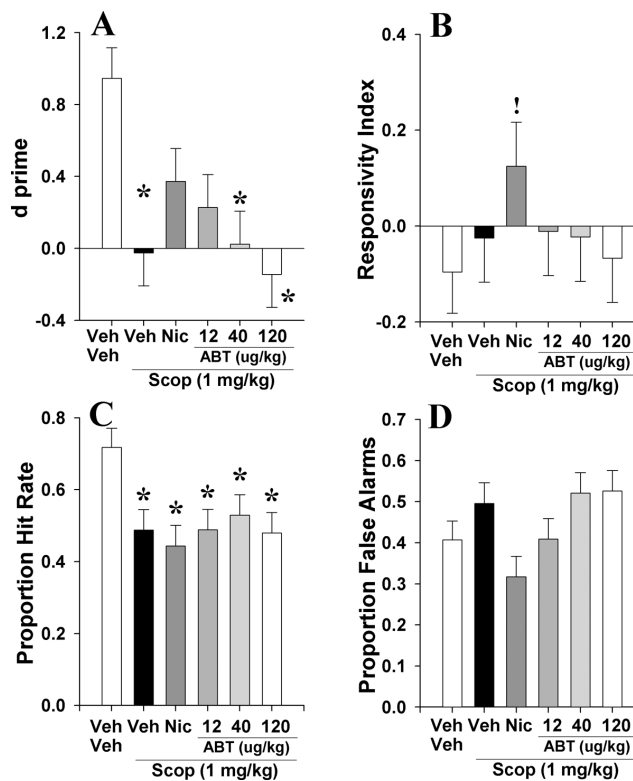 A
d prime
1.2
0.8
0.4
0.0
-0.4
*
*
*
Veh Veh Nic 12 40 120
Veh
ABT (ug/kg)
Scop (1 mg/kg)
B
Responsivity Index
0.4
0.2
0.0
-0.2
!
Veh Veh Nic 12 40 120
Veh
ABT (ug/kg)
Scop (1 mg/kg)
C
Proportion Hit Rate
0.8
0.6
0.4
0.2
0.0
* * * * *
Veh Veh Nic 12 40 120
Veh
ABT (ug/kg)
Scop (1 mg/kg)
D
Proportion False Alarms
0.7
0.6
0.5
0.4
0.3
0.2
0.1
0.0
Veh Veh Nic 12 40 120
Veh
ABT (ug/kg)
Scop (1 mg/kg)